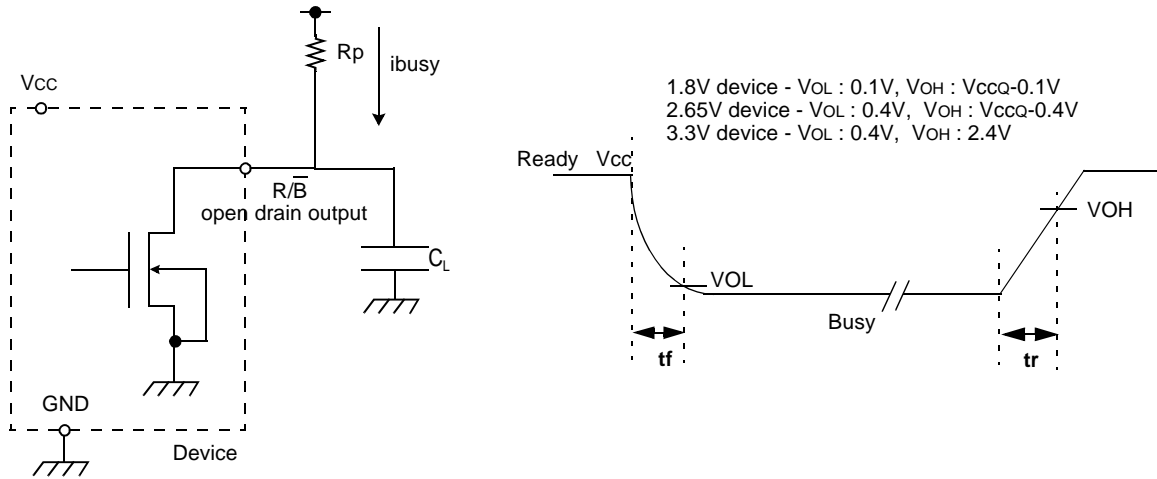 Rp
ibusy
VCC
R/B̅
open drain output
CL
GND
Device
1.8V device - VOL : 0.1V, VOH : VccQ-0.1V
2.65V device - VOL : 0.4V, VOH : VccQ-0.4V
3.3V device - VOL : 0.4V, VOH : 2.4V
Ready Vcc
VOH
VOL
Busy
tf
tr